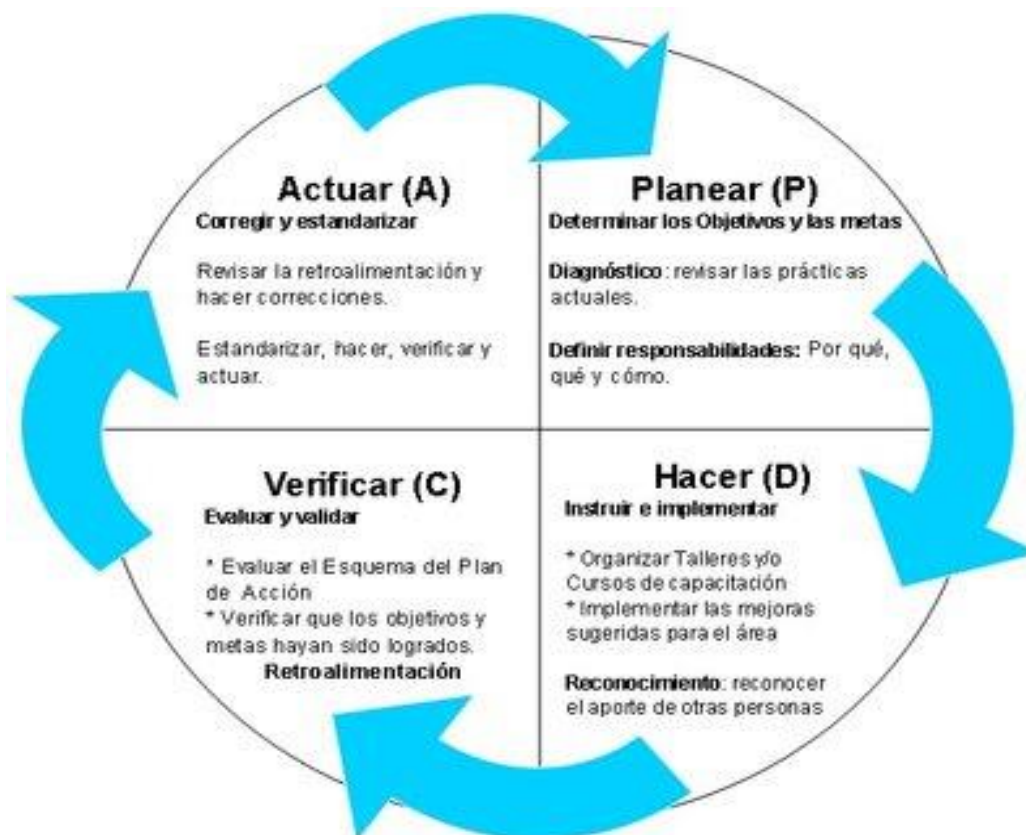 Actuar (A)
Corregir y estandarizar
Revisar la retroalimentación y
hacer correcciones.
Estandarizar, hacer, verificar y
actuar.
Planear (P)
Determinar los Objetivos y las metas
Diagnóstico: revisar las prácticas
actuales.
Definir responsabilidades: Por qué,
qué y cómo.
Verificar (C)
Evaluar y validar
* Evaluar el Esquema del Plan
de Acción
* Verificar que los objetivos y
metas hayan sido logrados.
Retroalimentación
Hacer (D)
Instruir e implementar
* Organizar Talleres y/o
Cursos de capacitación
* Implementar las mejoras
sugeridas para el área
Reconocimiento: reconocer
el aporte de otras personas